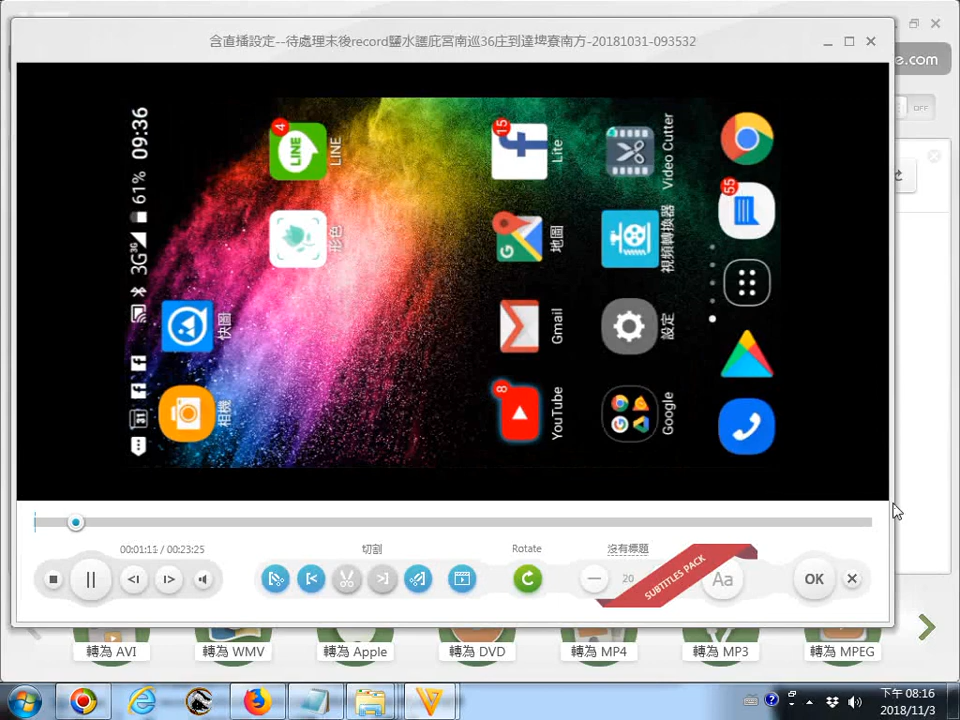 含直播設定--待處理末後record鹽水護庇宮南巡36庄到達埤寮南方-20181031-093532
e.com
OFF
09:36
61%
3G 3G
31
4
LINE
LINE
形色
快圖
相機
15
Lite
地圖
Gmail
8
YouTube
Video Cutter
視頻轉換器
設定
Google
55
00:01:11 / 00:23:25
切割
Rotate
沒有標題
20
SUBTITLES PACK
Aa
OK
轉為 AVI
轉為 WMV
轉為 Apple
轉為 DVD
轉為 MP4
轉為 MP3
轉為 MPEG
下午 08:16
2018/11/3